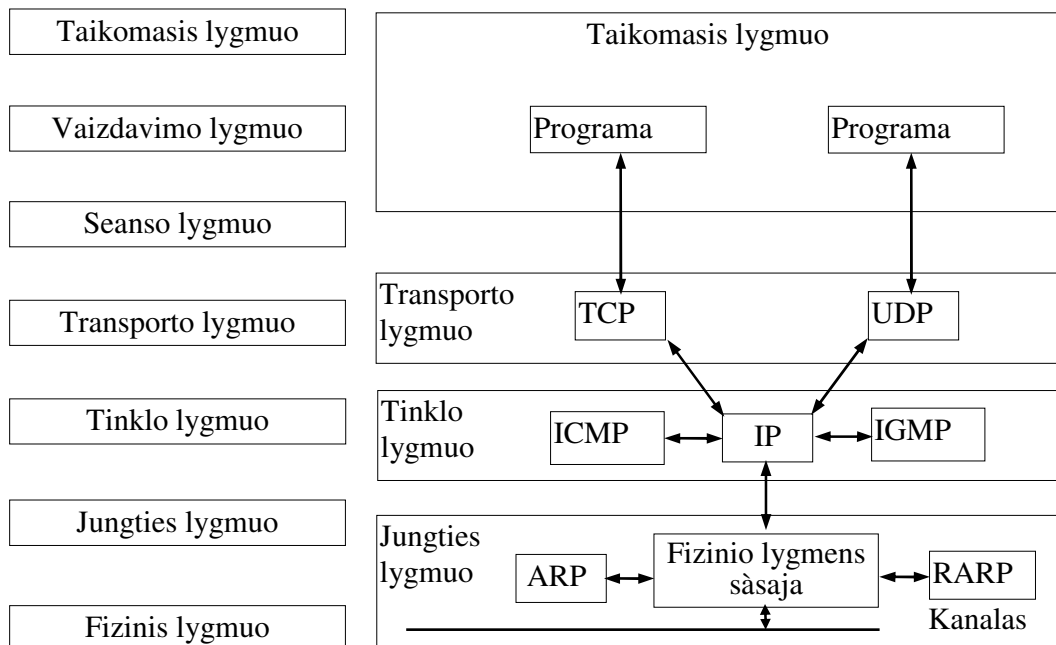 Taikomasis lygmuo
Vaizdavimo lygmuo
Seanso lygmuo
Transporto lygmuo
Tinklo lygmuo
Jungties lygmuo
Fizinis lygmuo
Taikomasis lygmuo
Programa
Programa
Transporto
lygmuo
TCP
UDP
Tinklo
lygmuo
ICMP
IP
IGMP
Jungties
lygmuo
ARP
Fizinio lygmens
sàsaja
RARP
Kanalas